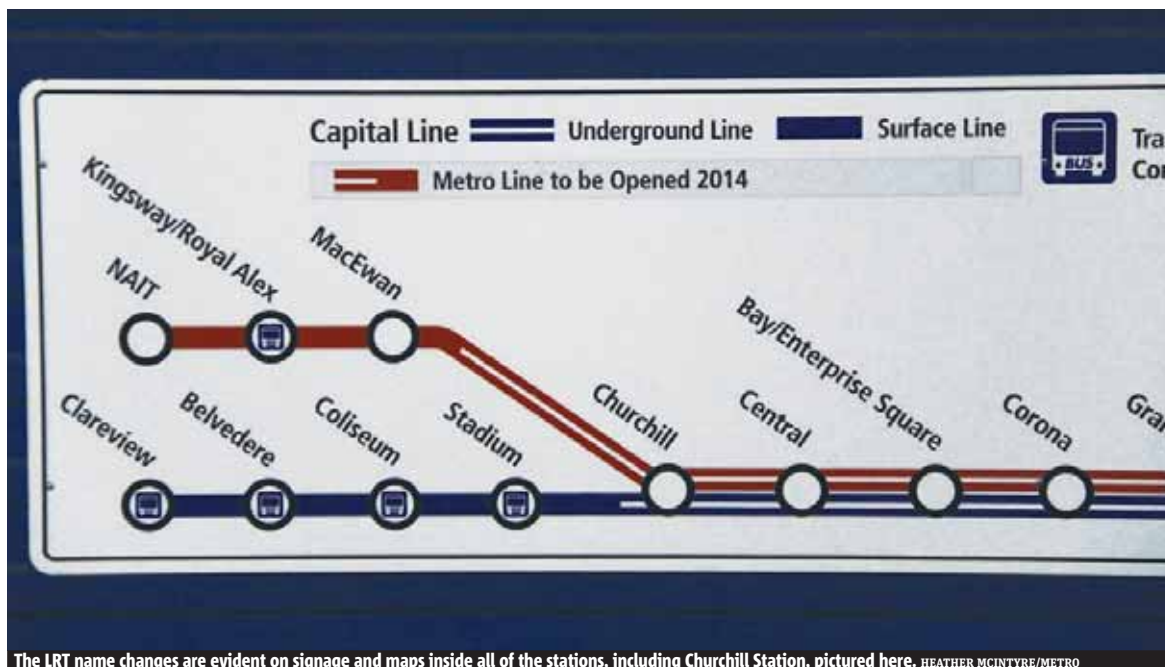 Capital Line Underground Line Surface Line
BUS
Metro Line to be Opened 2014
NAIT
Kingsway/Royal Alex
MacEwan
Clareview
Belvedere
Coliseum
Stadium
Churchill
Central
Bay/Enterprise Square
Corona
The LRT name changes are evident on signage and maps inside all of the stations, including Churchill Station, pictured here. HEATHER MCINTYRE/METRO